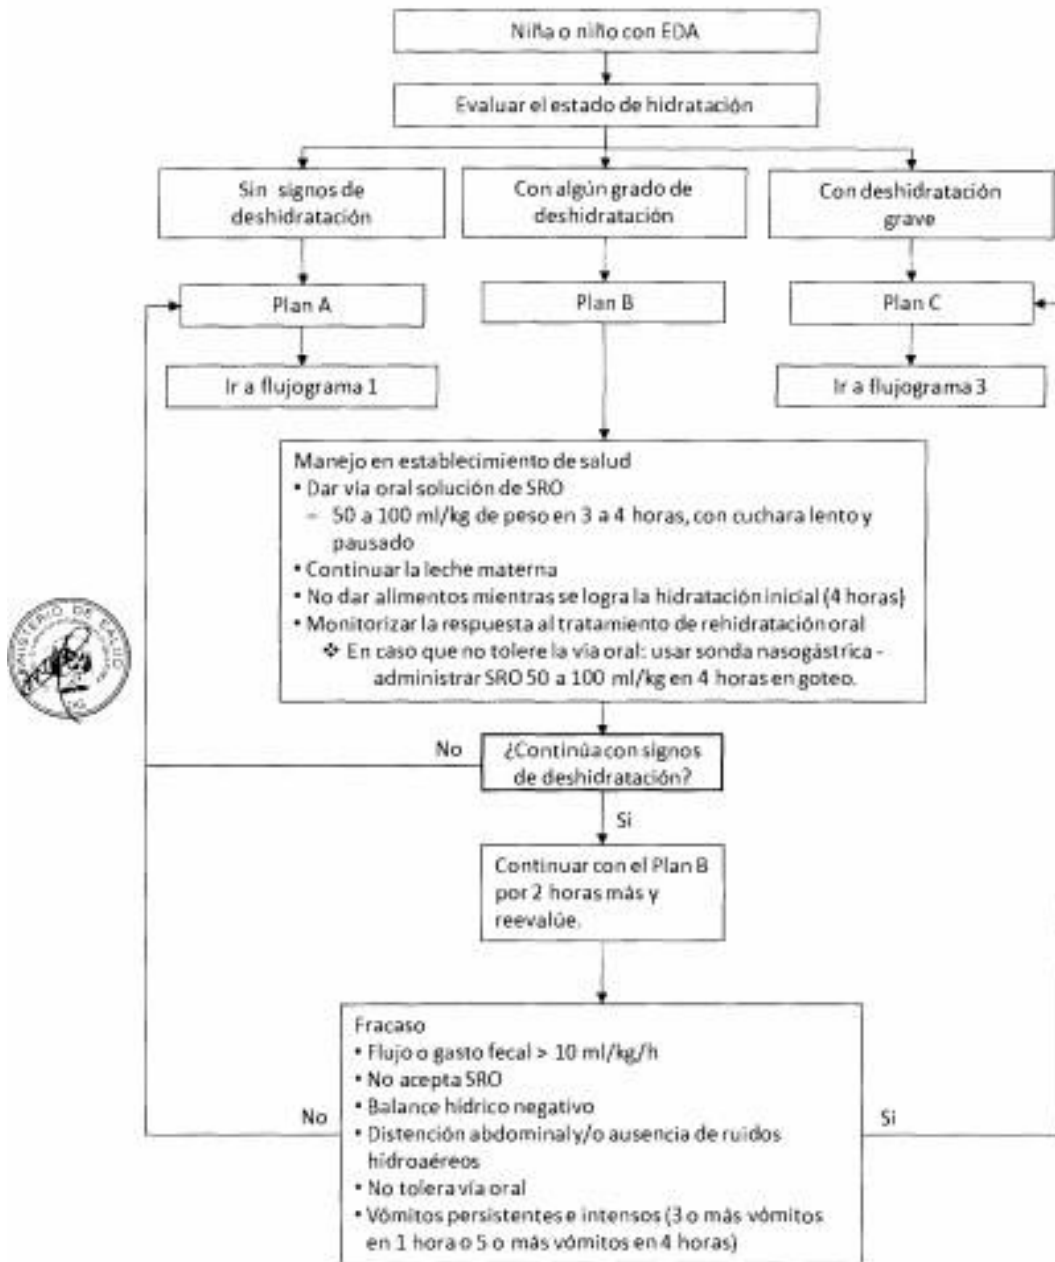 Niña o niño con EDA
Evaluar el estado de hidratación
Sin signos de
deshidratación
Con algún grado de
deshidratación
Con deshidratación
grave
Plan A
Plan B
Plan C
Ir a flujograma 1
Ir a flujograma 3
Manejo en establecimiento de salud
• Dar vía oral solución de SRO
– 50 a 100 ml/kg de peso en 3 a 4 horas, con cuchara lento y
pausado
• Continuar la leche materna
• No dar alimentos mientras se logra la hidratación inicial (4 horas)
• Monitorizar la respuesta al tratamiento de rehidratación oral
❖ En caso que no tolere la vía oral: usar sonda nasogástrica -
administrar SRO 50 a 100 ml/kg en 4 horas en goteo.
MINISTERIO DE SALUD
No
¿Continúa con signos
de deshidratación?
Si
Continuar con el Plan B
por 2 horas más y
reevalúe.
Fracaso
• Flujo o gasto fecal > 10 ml/kg/h
• No acepta SRO
• Balance hídrico negativo
• Distención abdominal y/o ausencia de ruidos
hidroaéreos
• No tolera vía oral
• Vómitos persistentes e intensos (3 o más vómitos
en 1 hora o 5 o más vómitos en 4 horas)
No
Si